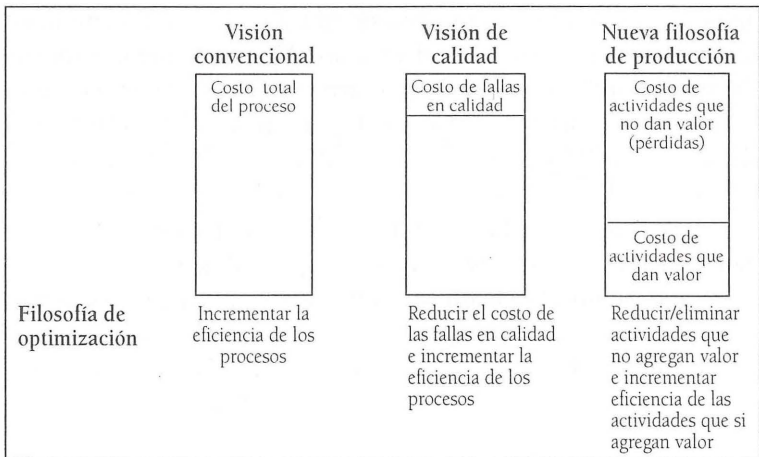 Visión
convencional
Costo total
del proceso
Visión de
calidad
Costo de fallas
en calidad
Nueva filosofía
de producción
Costo de
actividades que
no dan valor
(pérdidas)
Costo de
actividades que
dan valor
Filosofía de
optimización
Incrementar la
eficiencia de los
procesos
Reducir el costo de
las fallas en calidad
e incrementar la
eficiencia de los
procesos
Reducir/eliminar
actividades que
no agregan valor
e incrementar
eficiencia de las
actividades que si
agregan valor